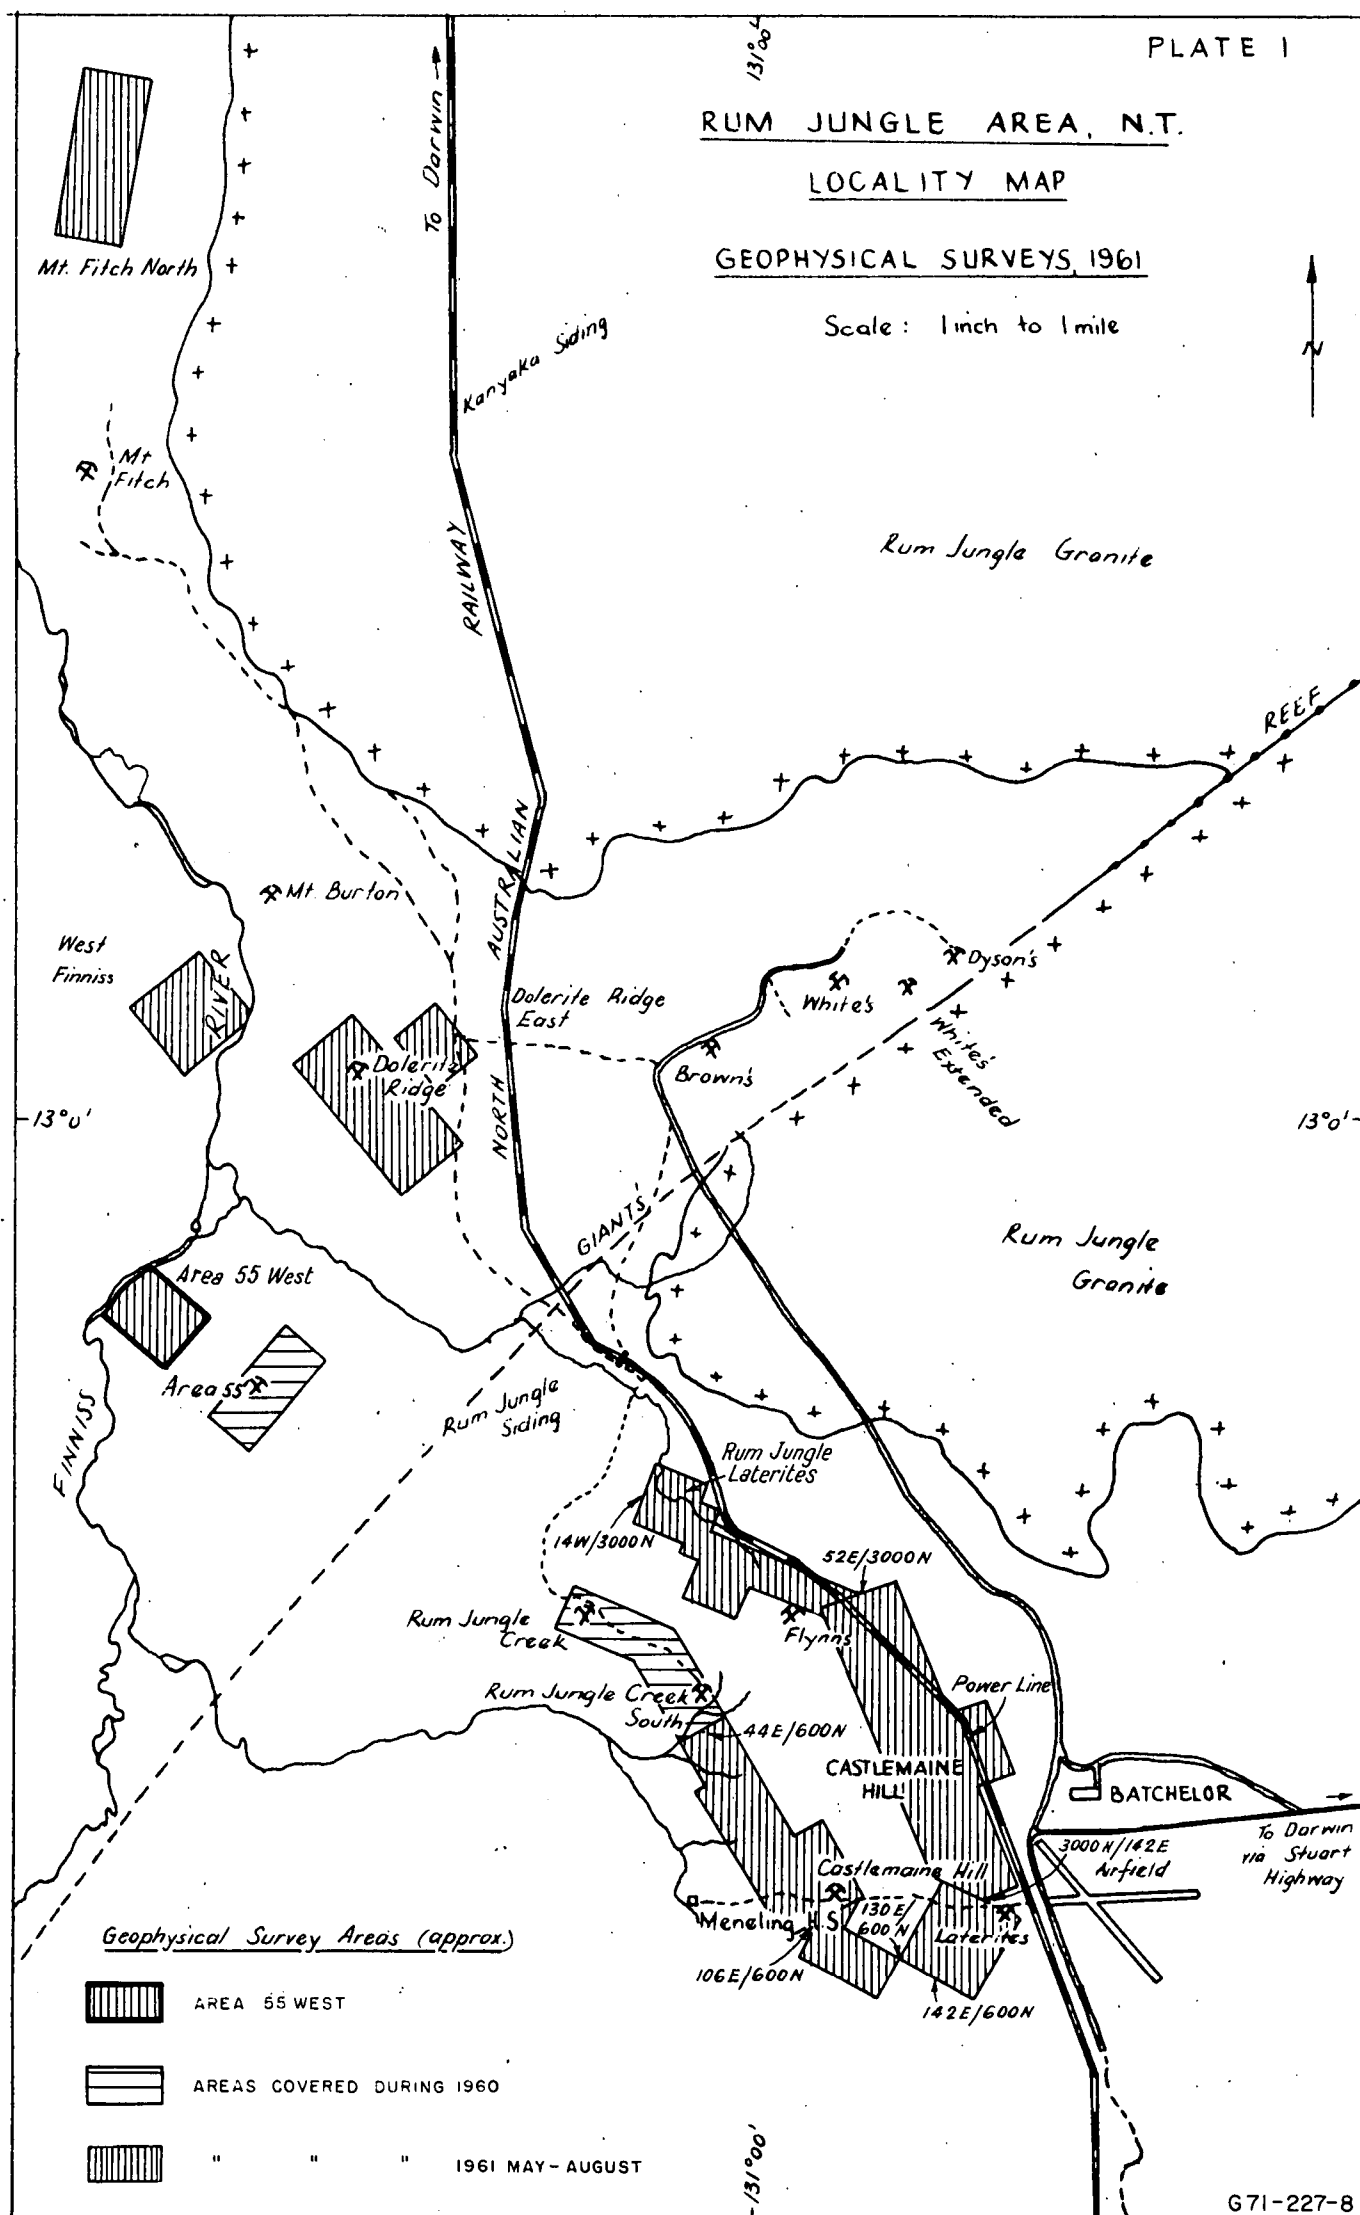 PLATE 1
131°00'
RUM JUNGLE AREA, N.T.
LOCALITY MAP
GEOPHYSICAL SURVEYS, 1961
Scale : 1 inch to 1 mile
N
To Darwin
Mt. Fitch North
Kanyaka Siding
Mt
Fitch
RAILWAY
Rum Jungle Granite
REEF
AUSTRALIAN
Mt. Burton
West
Finniss
RIVER
Dyson's
White's
Dolerite Ridge
East
White's
Extended
Brown's
Dolerite
Ridge
13°0'
13°0'
NORTH
GIANTS
Rum Jungle
Granite
Area 55 West
Area 55
Rum Jungle
Siding
FINNISS
Rum Jungle
Laterites
14W/3000N
52E/3000N
Rum Jungle
Creek
Flynns
Rum Jungle Creek
South
Power Line
44E/600N
CASTLEMAINE
HILL
BATCHELOR
To Darwin
via Stuart
Highway
3000N/142E
Airfield
Castlemaine Hill
Meneling H.S.
130E
600N
Laterites
106E/600N
142E/600N
Geophysical Survey Areas (approx.)
AREA 55 WEST
AREAS COVERED DURING 1960
" " " 1961 MAY-AUGUST
131°00'
G71-227-8